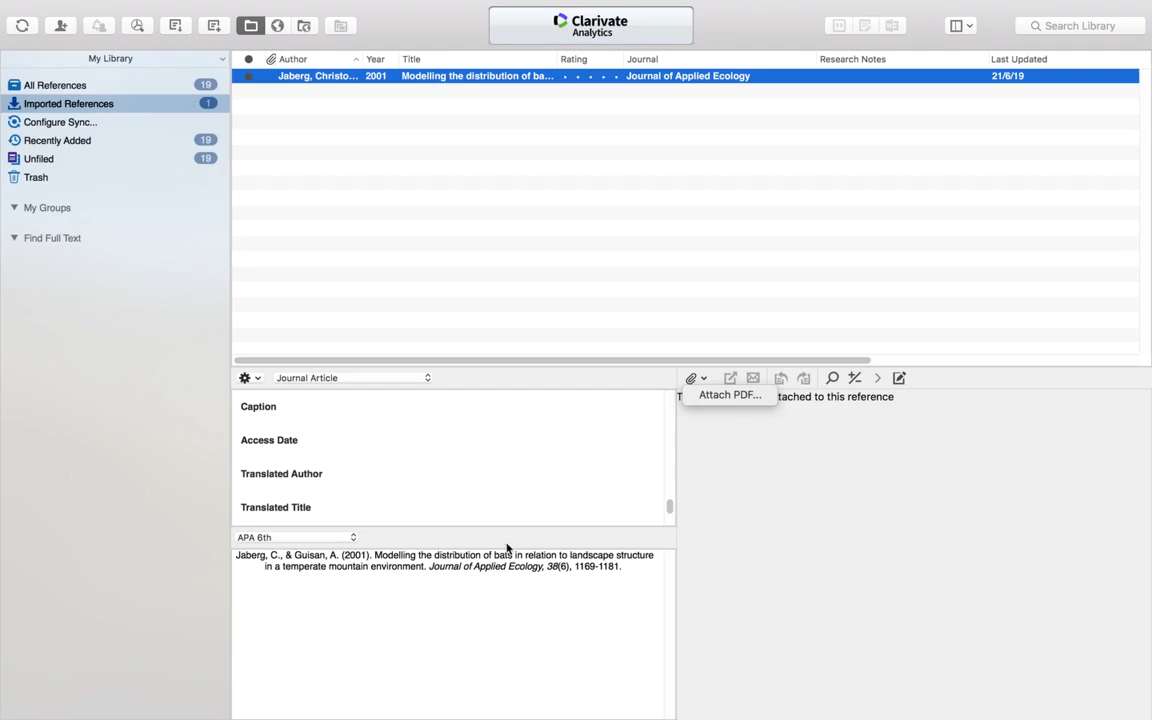 Clarivate
Analytics
Search Library
My Library
All References 19
Imported References 1
Configure Sync...
Recently Added 19
Unfiled 19
Trash
My Groups
Find Full Text
Author Year Title Rating Journal Research Notes Last Updated
Jaberg, Christo... 2001 Modelling the distribution of ba... Journal of Applied Ecology 21/6/19
Journal Article
Attach PDF...
T tached to this reference
Caption
Access Date
Translated Author
Translated Title
APA 6th
Jaberg, C., & Guisan, A. (2001). Modelling the distribution of bats in relation to landscape structure
in a temperate mountain environment. Journal of Applied Ecology, 38(6), 1169-1181.